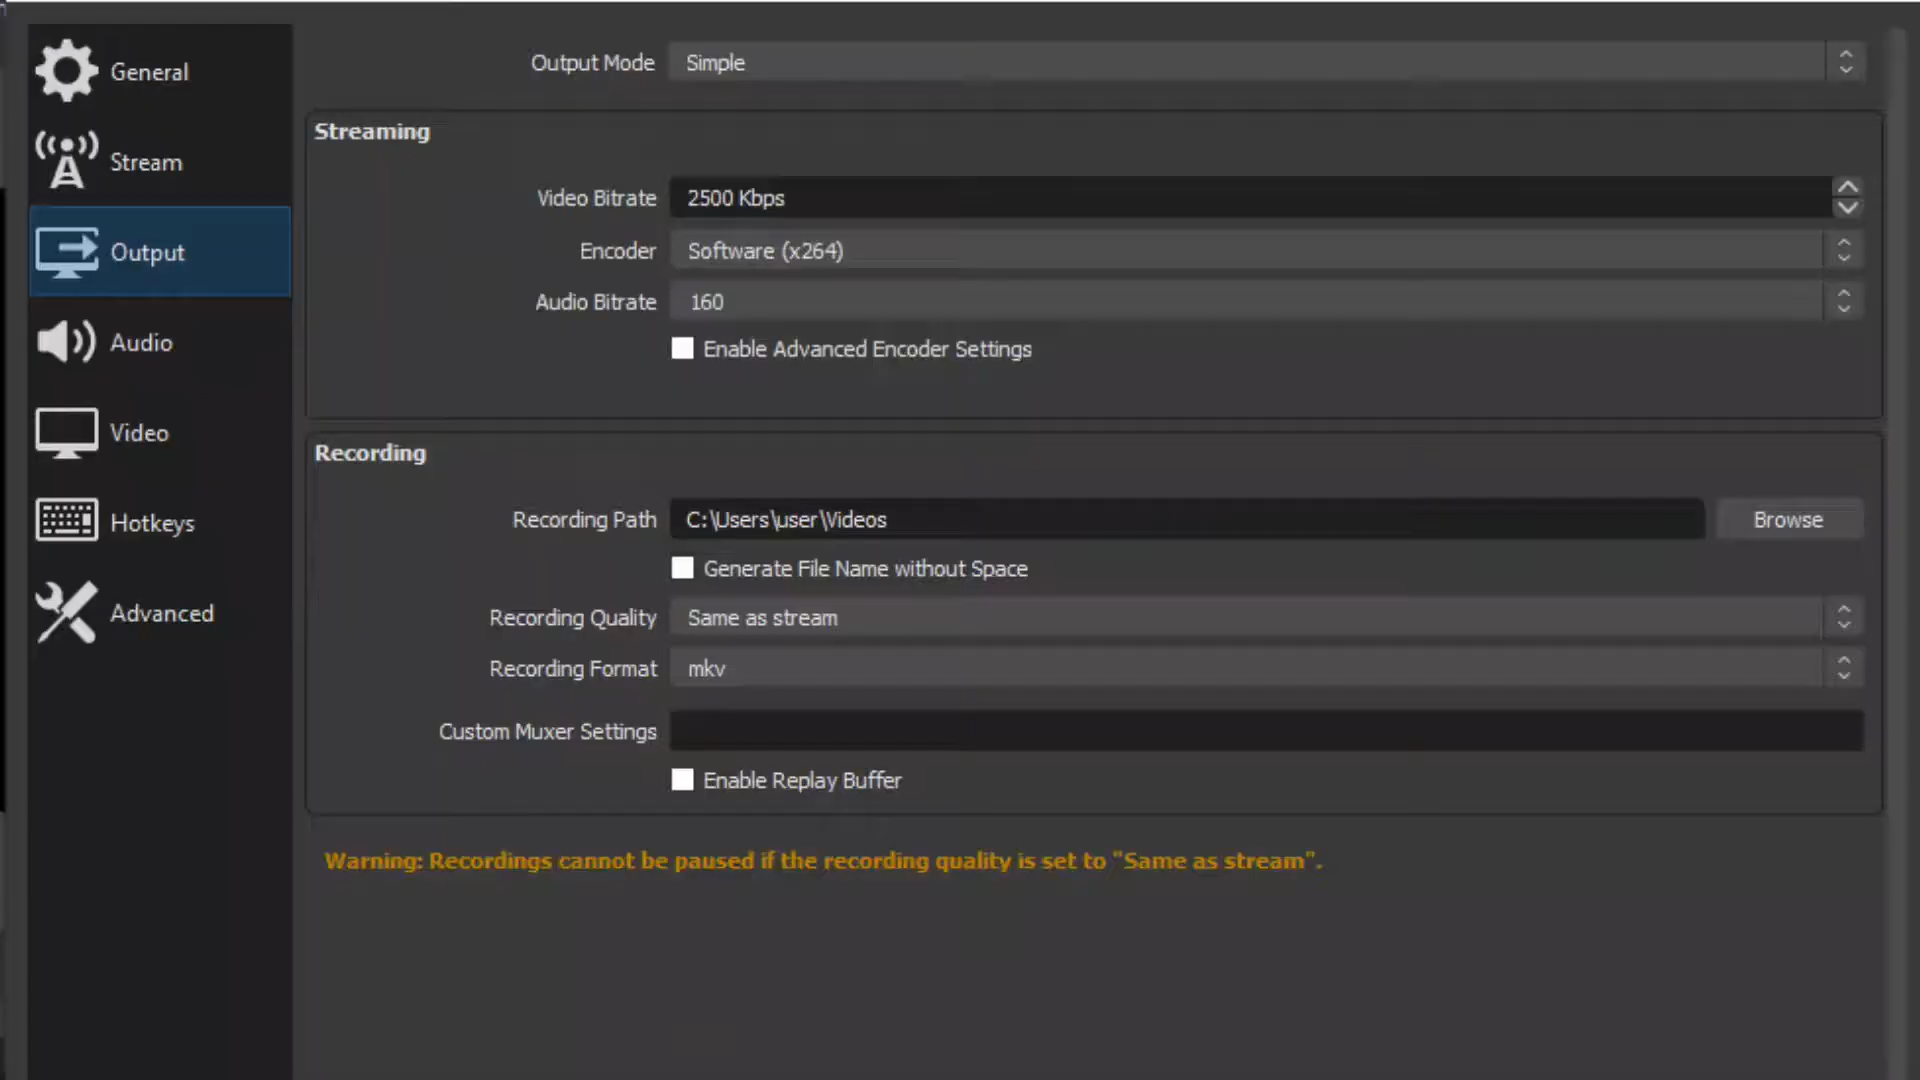 General
Stream
Output
Audio
Video
Hotkeys
Advanced
Output Mode Simple
Streaming
Video Bitrate 2500 Kbps
Encoder Software (x264)
Audio Bitrate 160
Enable Advanced Encoder Settings
Recording
Recording Path C:\Users\user\Videos Browse
Generate File Name without Space
Recording Quality Same as stream
Recording Format mkv
Custom Muxer Settings
Enable Replay Buffer
Warning: Recordings cannot be paused if the recording quality is set to "Same as stream".